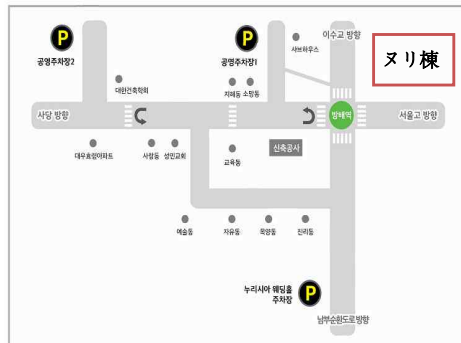 P
P
이수교 방향
ヌリ棟
공영주차장2
공영주차장1
샤브하우스
대한건축학회
지혜동 소망동
사당 방향
방배역
서울고 방향
대우효령아파트
사랑동 성민교회
교육동
신축공사
예술동
자유동
목양동
진리동
누리시아 웨딩홀
주차장
P
남부순환도로방향